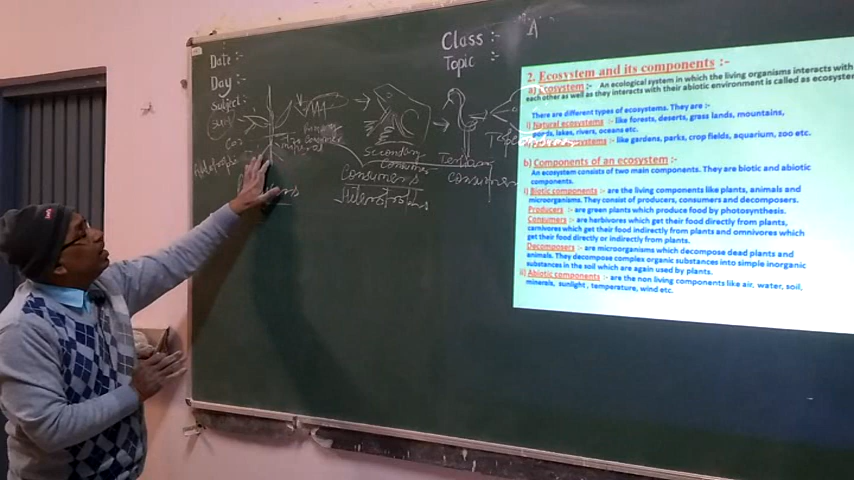 Date :-
Day :-
Subject :-
Class :- A
Topic :-
Secondary
Consumer
Tertiary
consumer
consumers
2. Ecosystem and its components :-
a) Ecosystem :- An ecological system in which the living organisms interacts with
each other as well as they interacts with their abiotic environment is called as ecosystem
There are different types of ecosystems. They are :-
i) Natural ecosystems :- like forests, deserts, grass lands, mountains,
ponds, lakes, rivers, oceans etc.
:- like gardens, parks, crop fields, aquarium, zoo etc.
b) Components of an ecosystem :-
An ecosystem consists of two main components. They are biotic and abiotic
components.
i) Biotic components :- are the living components like plants, animals and
microorganisms. They consist of producers, consumers and decomposers.
Producers :- are green plants which produce food by photosynthesis.
Consumers :- are herbivores which get their food directly from plants,
carnivores which get their food indirectly from plants and omnivores which
get their food directly or indirectly from plants.
Decomposers :- are microorganisms which decompose dead plants and
animals. They decompose complex organic substances into simple inorganic
substances in the soil which are again used by plants.
ii) Abiotic components :- are the non living components like air, water, soil,
minerals, sunlight, temperature, wind etc.